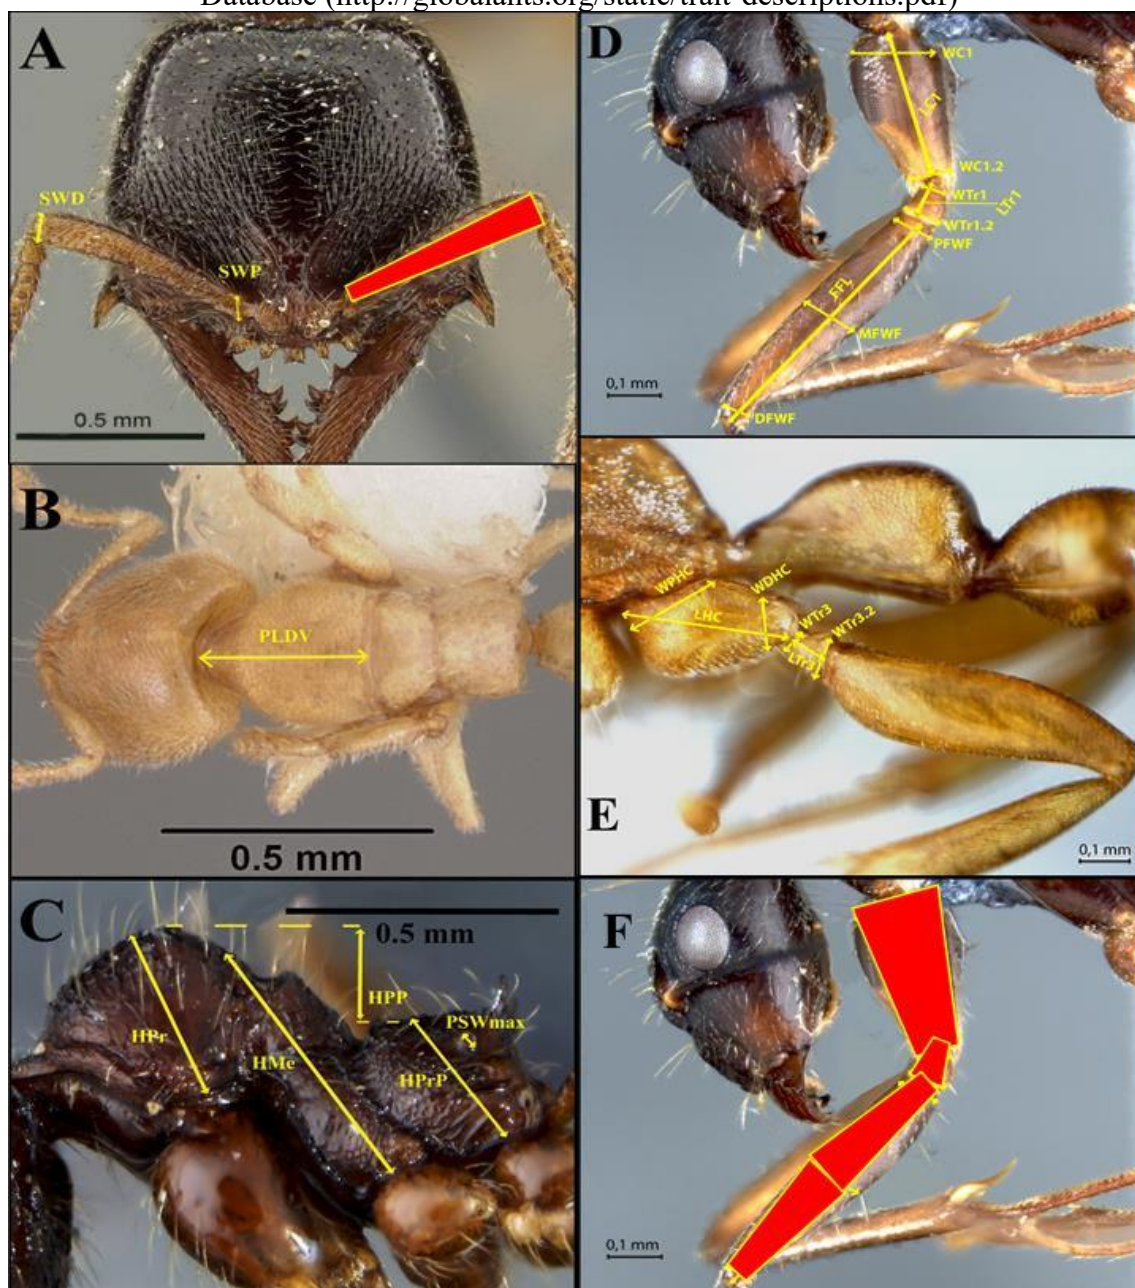 Database (http://globalants.org/static/trait-descriptions.pdf)
A
SWD
SWP
0.5 mm
B
PLDV
0.5 mm
C
0.5 mm
HPP
HPr
HMe
PSWmax
HPrP
D
WC1
LC1
WC1.2
WTr1
LTr1
WTr1.2
PFWF
FFL
MFWF
DFWF
0,1 mm
WPHC
WDHC
LHC
WTr3
WTr3.2
LTr3
E
0,1 mm
F
0,1 mm